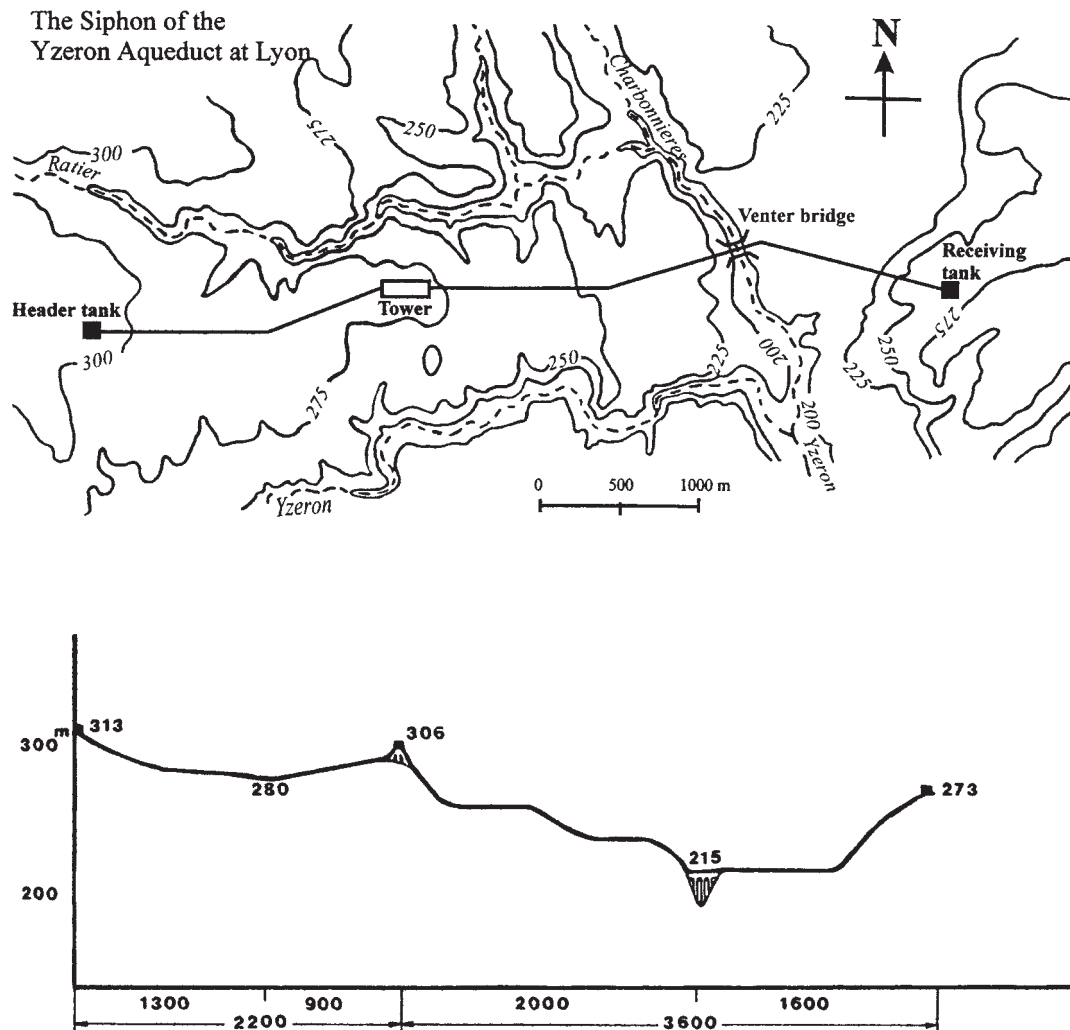 The Siphon of the
Yzeron Aqueduct at Lyon
N
Charbonnieres
225
275
250
300
Ratier
Venter bridge
Receiving
tank
Header tank
Tower
300
275
250
225
200
275
250
225
200
Yzeron
0 500 1000 m
Yzeron
m 313
300
306
280
273
215
200
1300 900 2000 1600
2200 3600